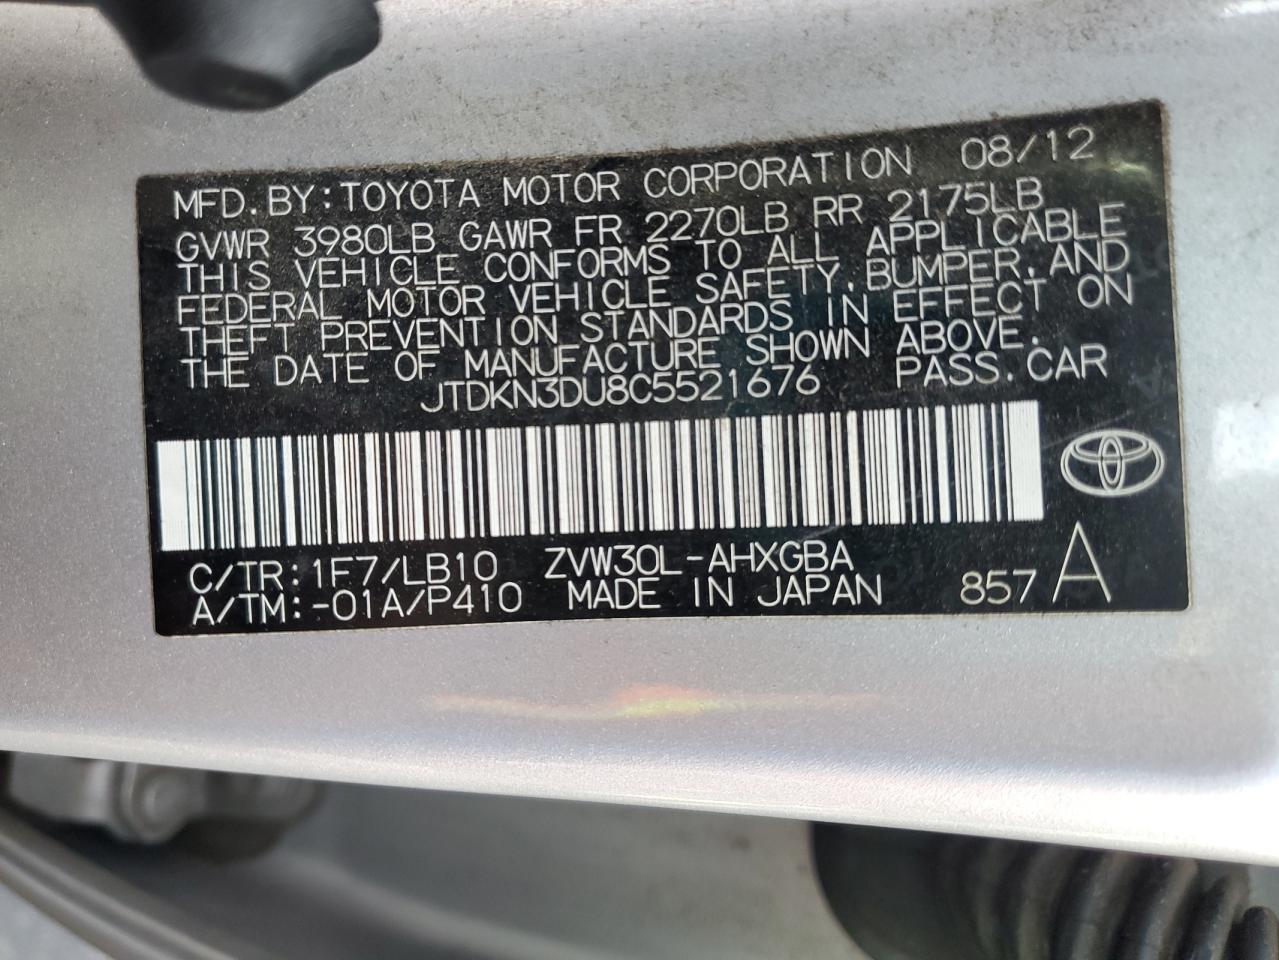 MFD.BY:TOYOTA MOTOR CORPORATION 08/12
GVWR 3980LB GAWR FR 2270LB RR 2175LB
THIS VEHICLE CONFORMS TO ALL APPLICABLE
FEDERAL MOTOR VEHICLE SAFETY,BUMPER,AND
THEFT PREVENTION STANDARDS IN EFFECT ON
THE DATE OF MANUFACTURE SHOWN ABOVE.
JTDKN3DU8C5521676 PASS.CAR
C/TR:1F7/LB10 ZVW30L-AHXGBA
A/TM:-01A/P410 MADE IN JAPAN 857 A